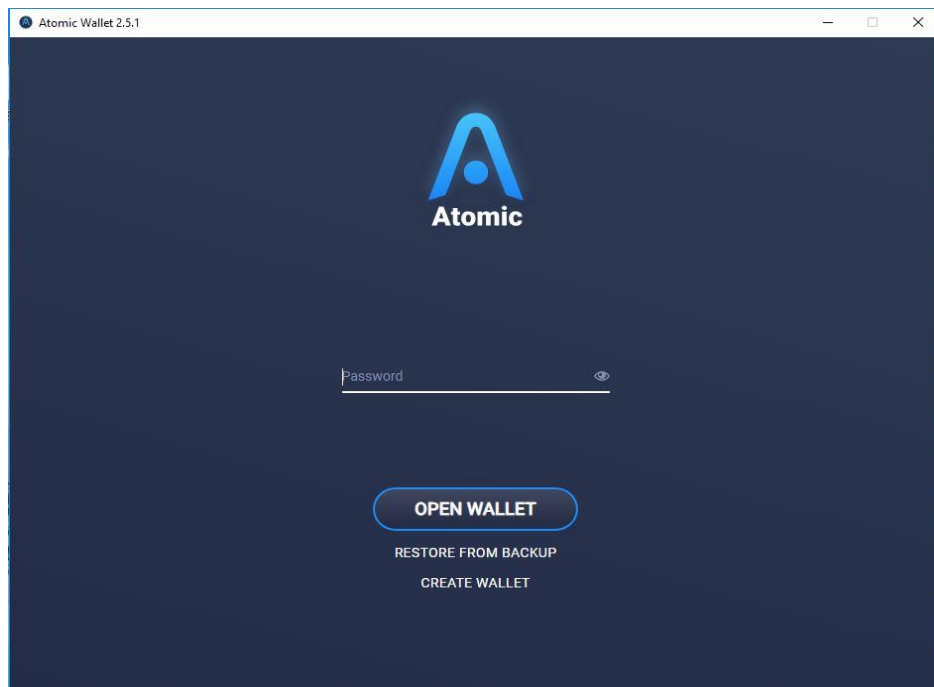 Atomic Wallet 2.5.1
Atomic
Password
OPEN WALLET
RESTORE FROM BACKUP
CREATE WALLET